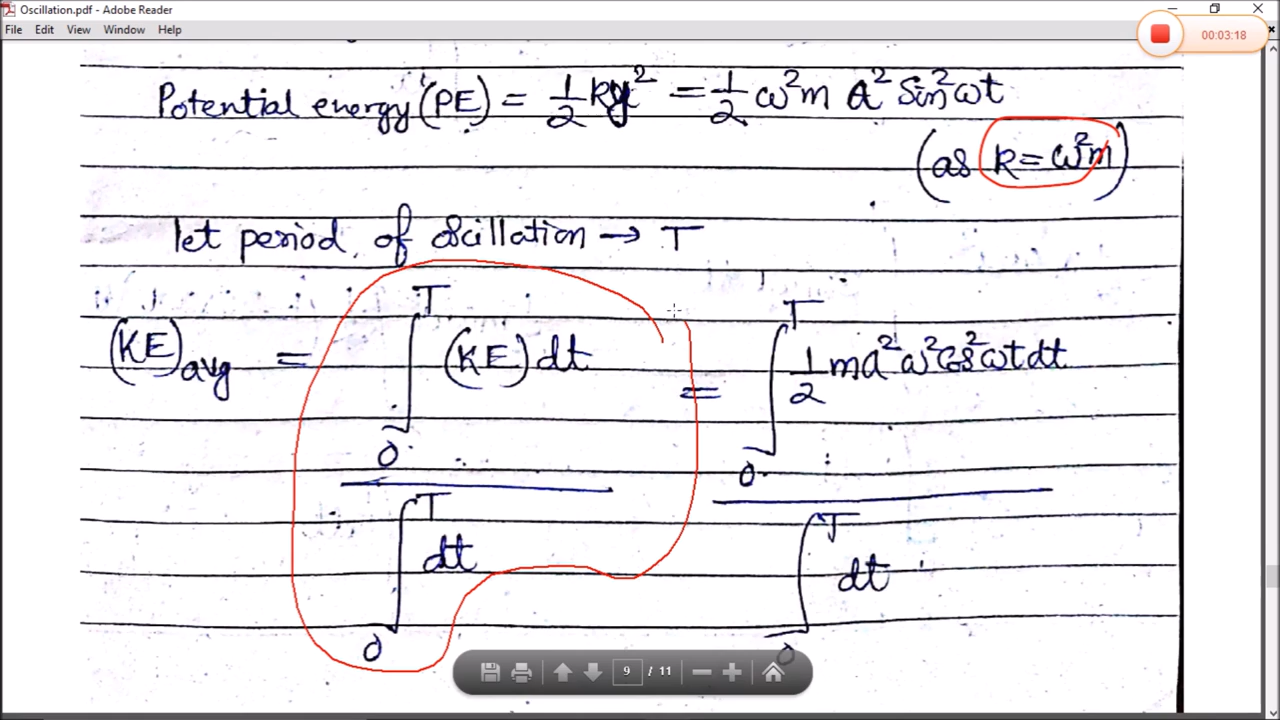 Oscillation.pdf - Adobe Reader
File Edit View Window Help
00:03:18
Potential energy (PE) = 1/2 ky² = 1/2 ω²m a² Sin²ωt
(as k = ω²m)
let period of oscillation → T
(KE)avg = ∫₀ᵀ (KE) dt / ∫₀ᵀ dt = ∫₀ᵀ 1/2 ma²ω²cos²ωt dt / ∫₀ᵀ dt
9 / 11